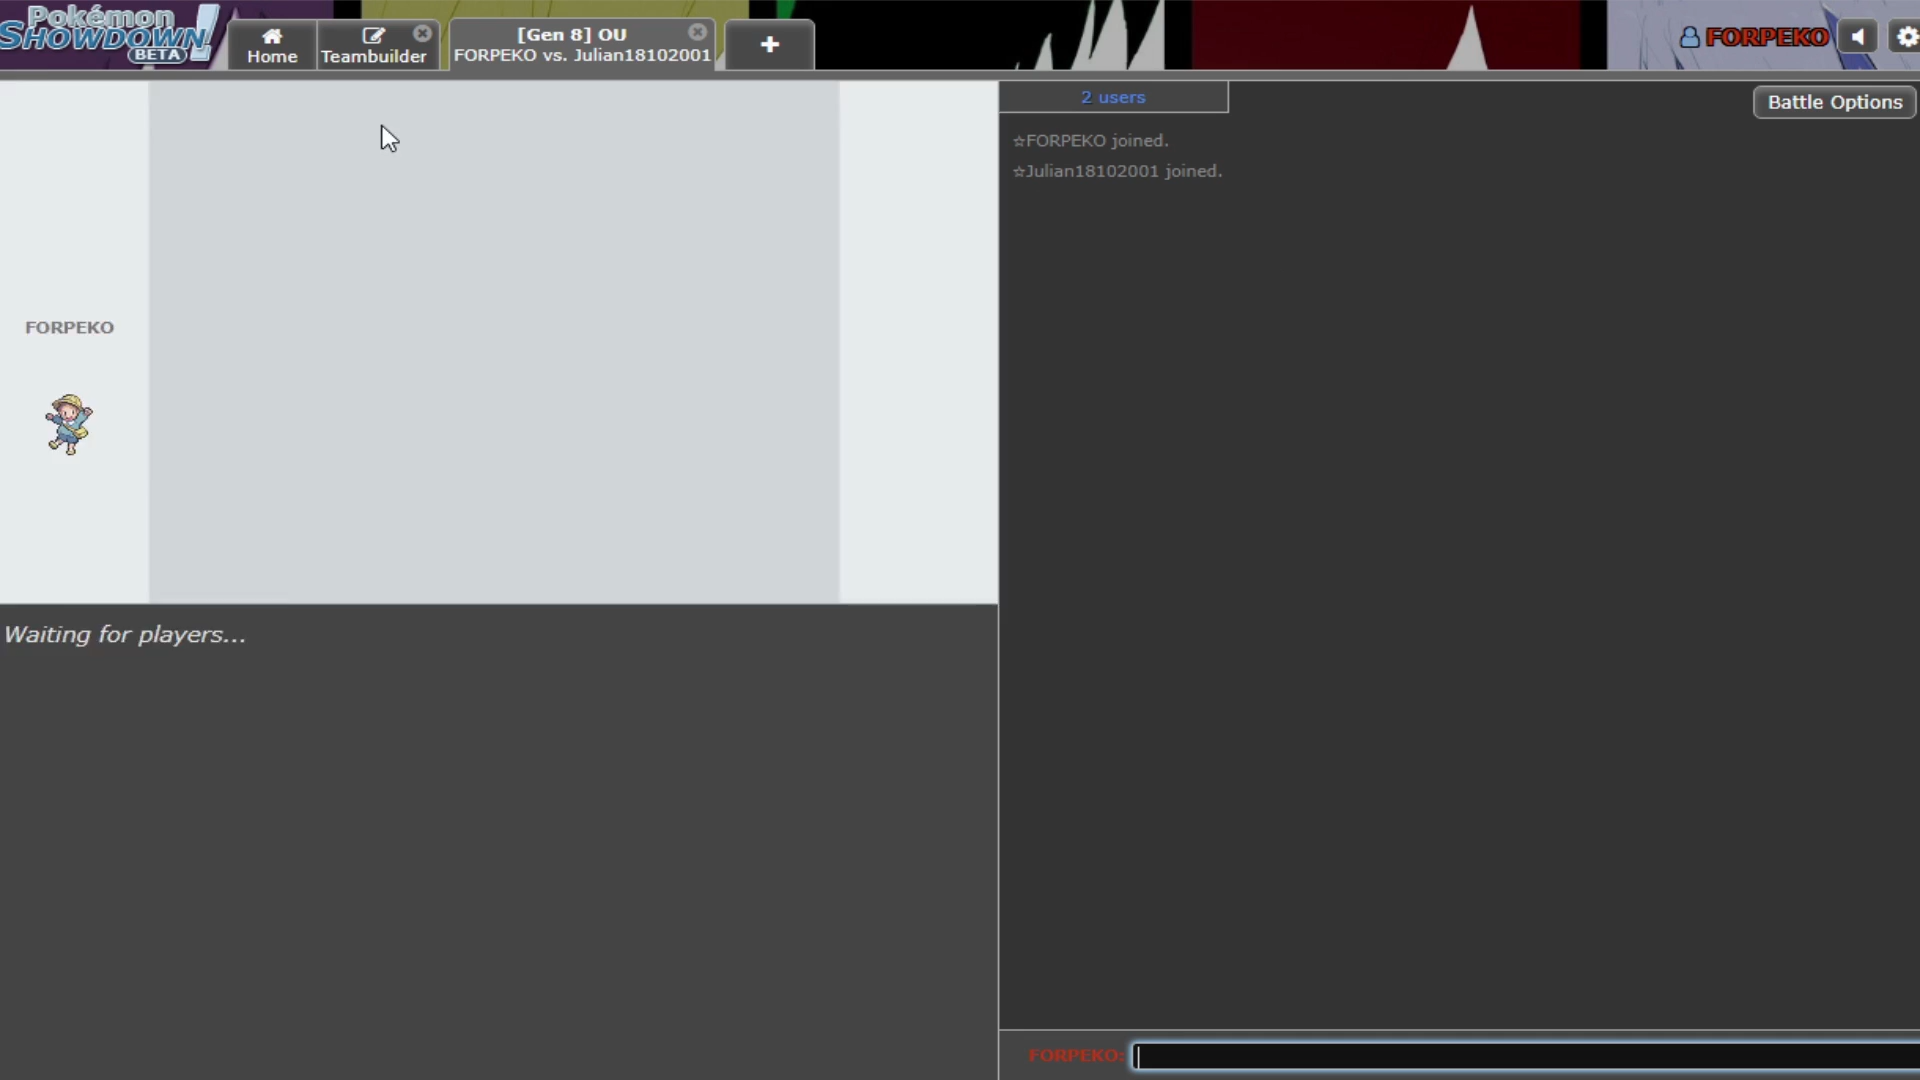 Pokémon
SHOWDOWN!
BETA
Home
Teambuilder
[Gen 8] OU
FORPEKO vs. Julian18102001
FORPEKO
2 users
Battle Options
☆FORPEKO joined.
☆Julian18102001 joined.
FORPEKO
Waiting for players...
FORPEKO: